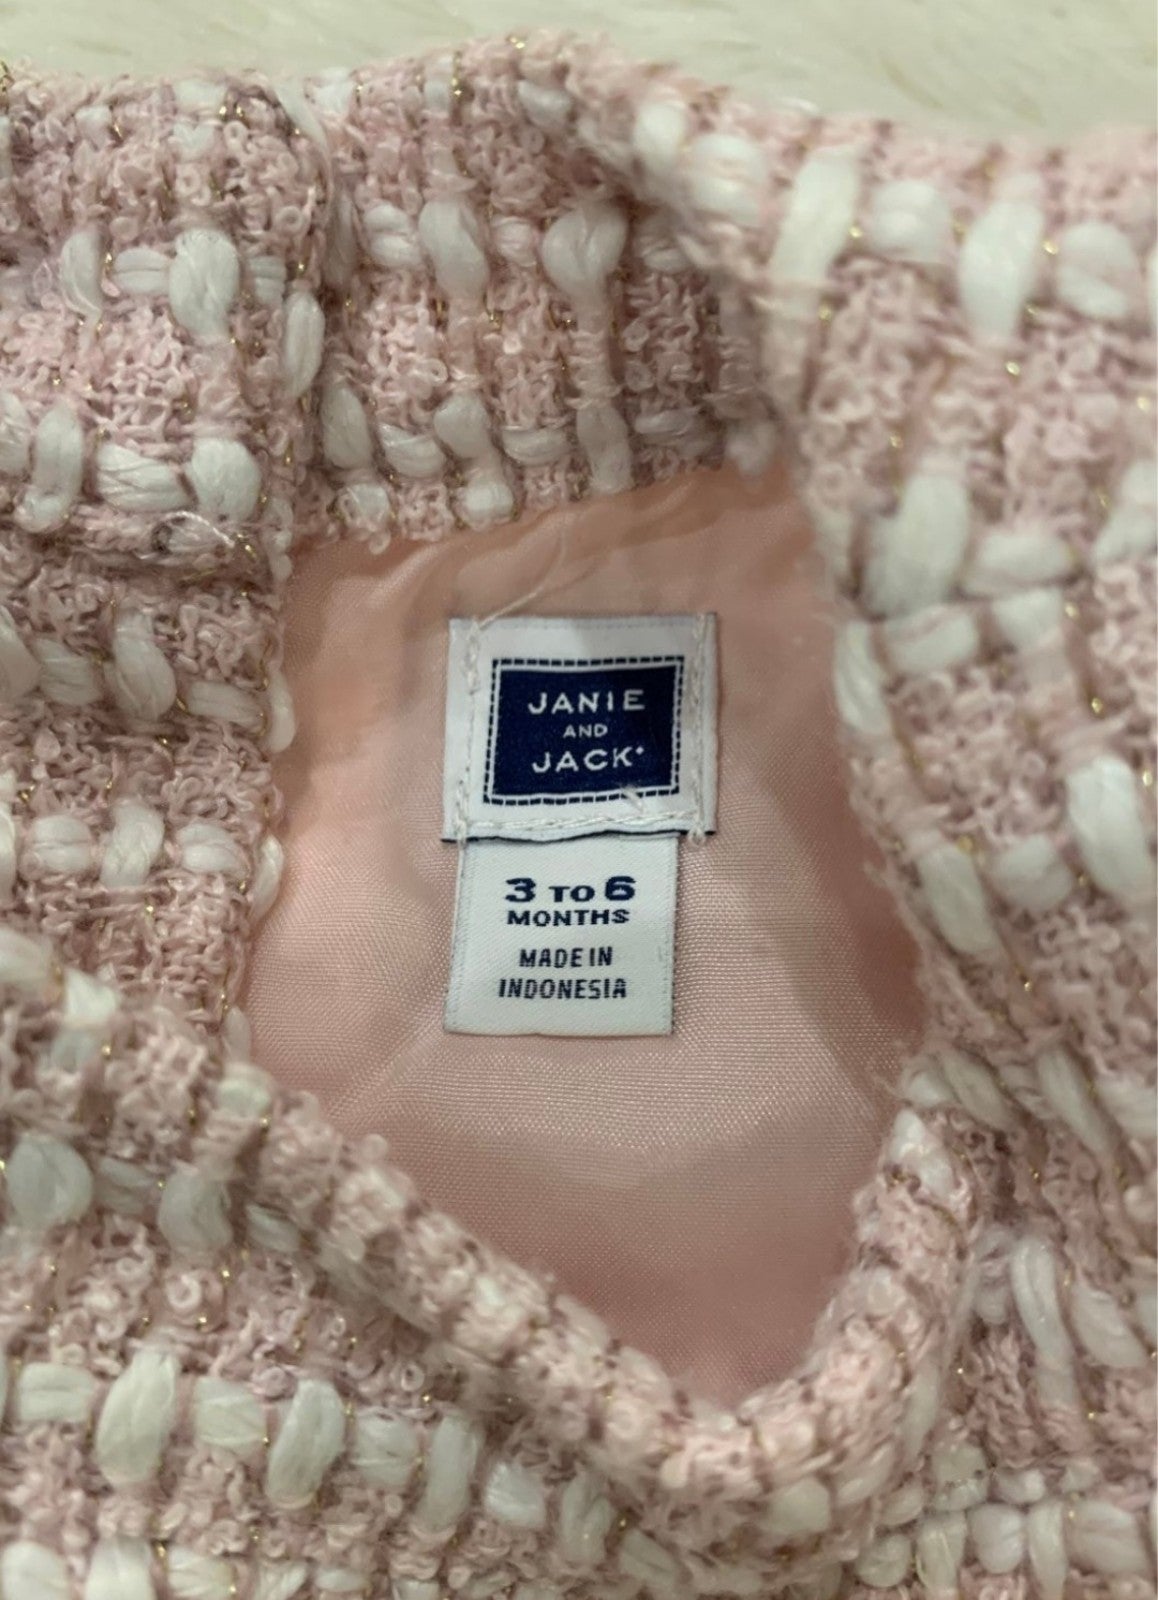 JANIE
AND
JACK
3 TO 6
MONTHS
MADE IN
INDONESIA